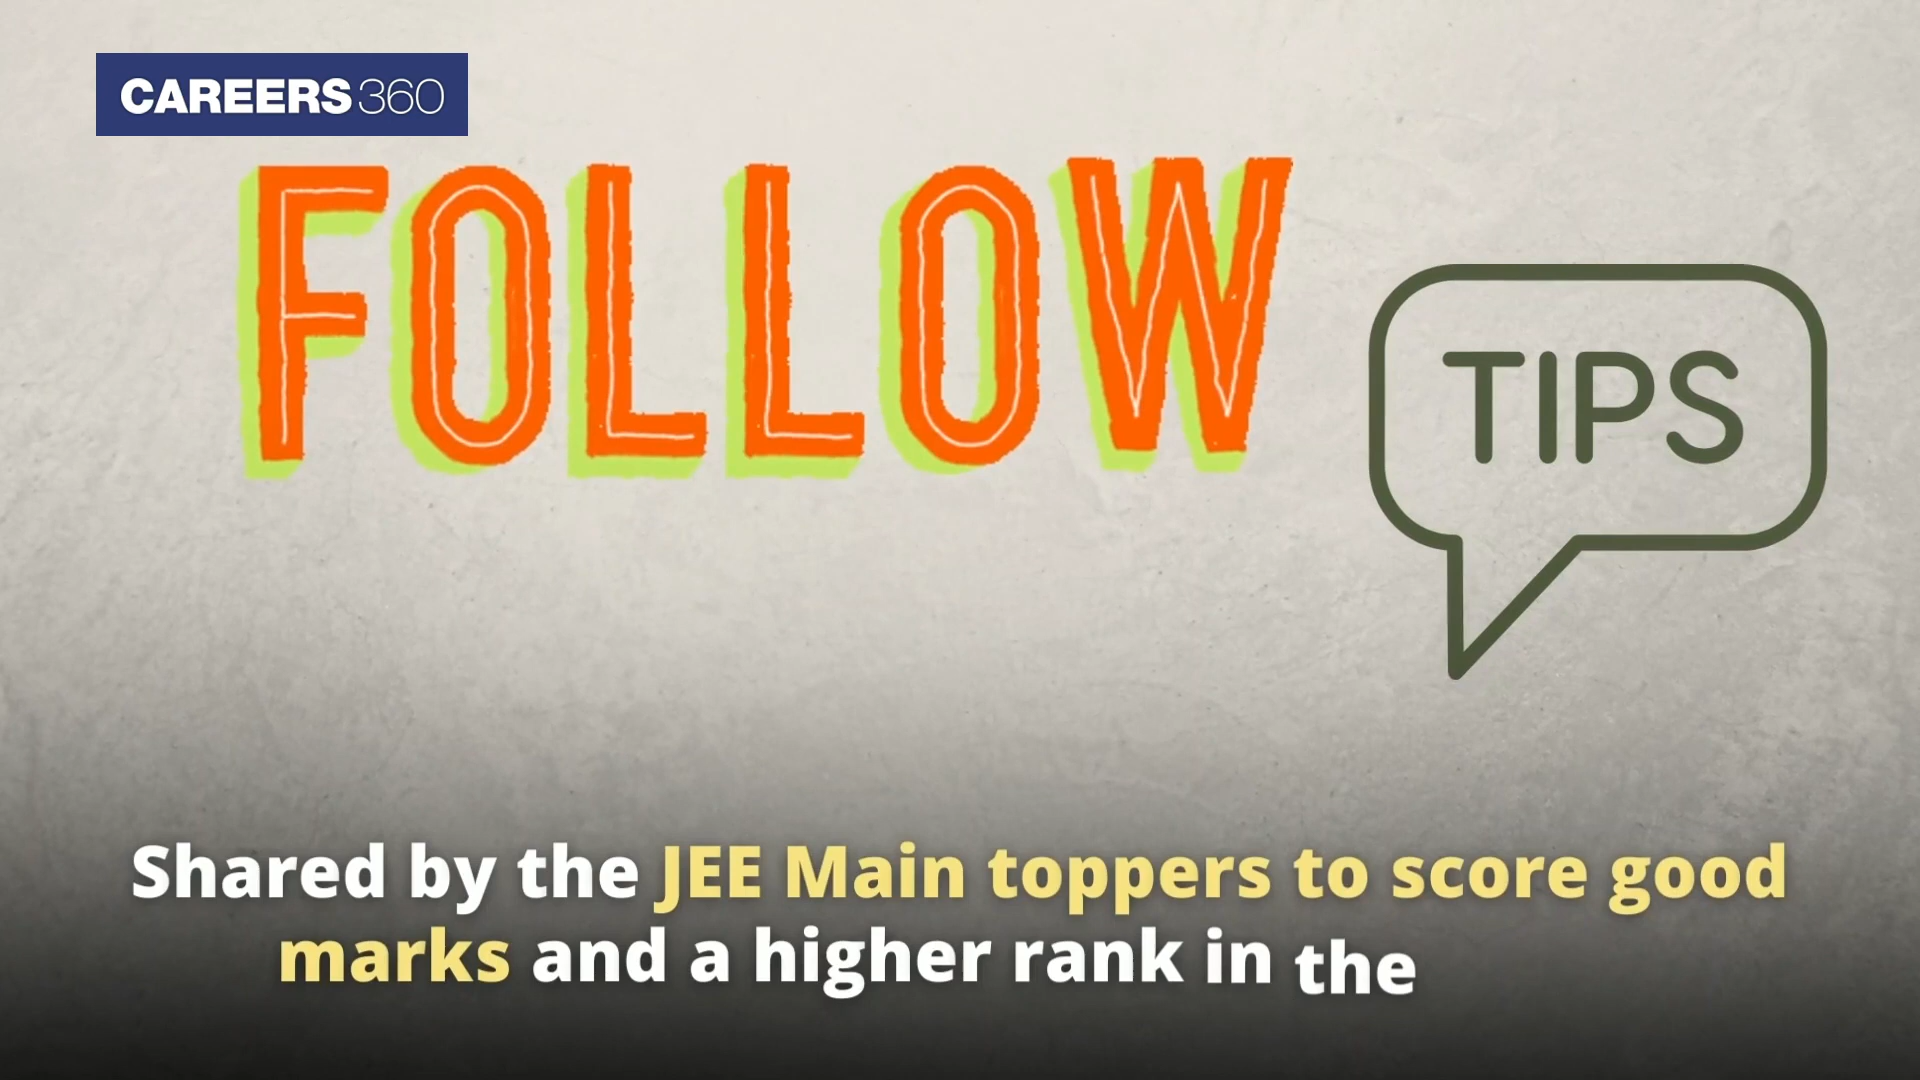 CAREERS360
FOLLOW
TIPS
Shared by the JEE Main toppers to score good
marks and a higher rank in the